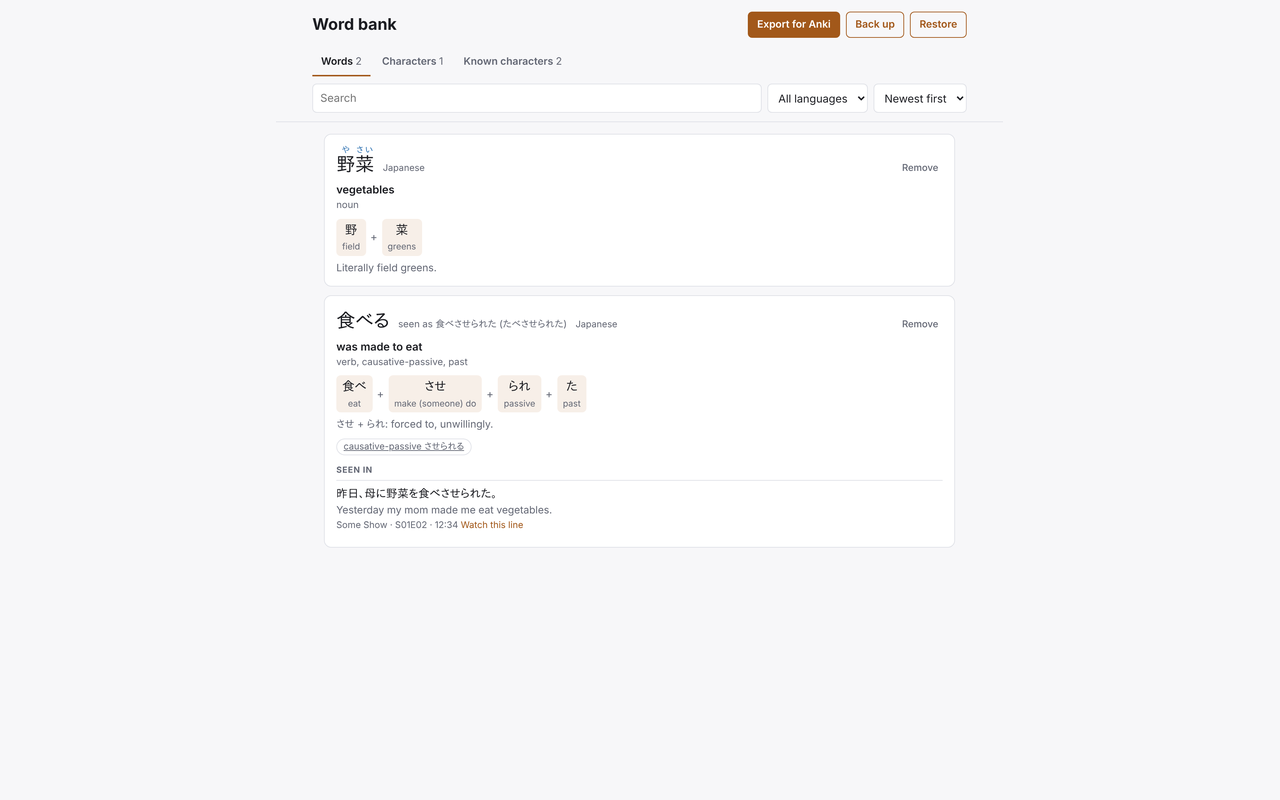 Word bank
Export for Anki
Back up
Restore
Words 2
Characters 1
Known characters 2
Search
All languages
Newest first
や さい
野菜 Japanese
Remove
vegetables
noun
野 + 菜
field greens
Literally field greens.
食べる seen as 食べさせられた (たべさせられた) Japanese
Remove
was made to eat
verb, causative-passive, past
食べ + させ + られ + た
eat make (someone) do passive past
させ + られ: forced to, unwillingly.
causative-passive させられる
SEEN IN
昨日、母に野菜を食べさせられた。
Yesterday my mom made me eat vegetables.
Some Show · S01E02 · 12:34 Watch this line